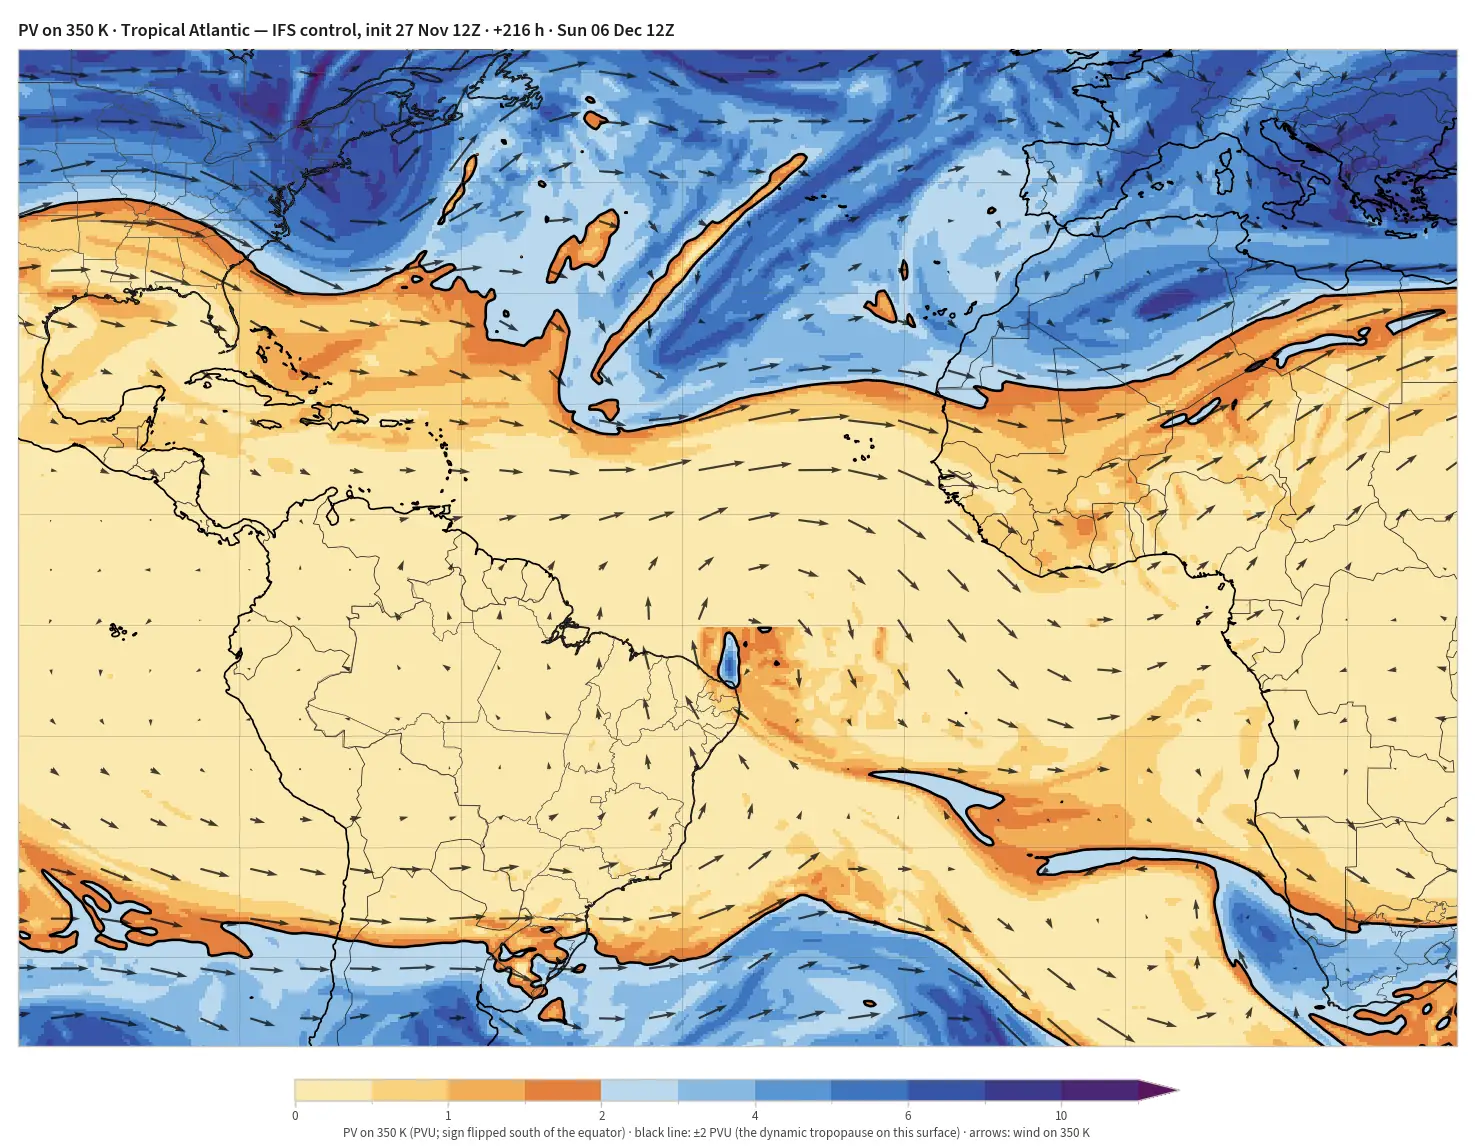 PV on 350 K · Tropical Atlantic — IFS control, init 27 Nov 12Z · +216 h · Sun 06 Dec 12Z
0 1 2 4 6 10
PV on 350 K (PVU; sign flipped south of the equator) · black line: ±2 PVU (the dynamic tropopause on this surface) · arrows: wind on 350 K